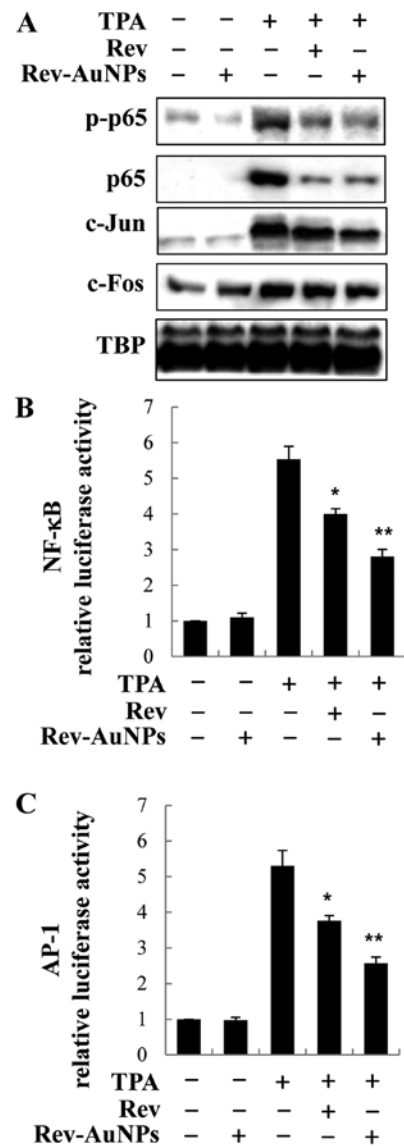 A
TPA – – + + +
Rev – – – + –
Rev-AuNPs – + – – +
p-p65
p65
c-Jun
c-Fos
TBP
B
NF-κB
relative luciferase activity
7
6
5
4
3
2
1
0
*
**
TPA – – + + +
Rev – – – + –
Rev-AuNPs – + – – +
C
AP-1
relative luciferase activity
7
6
5
4
3
2
1
0
*
**
TPA – – + + +
Rev – – – + –
Rev-AuNPs – + – – +